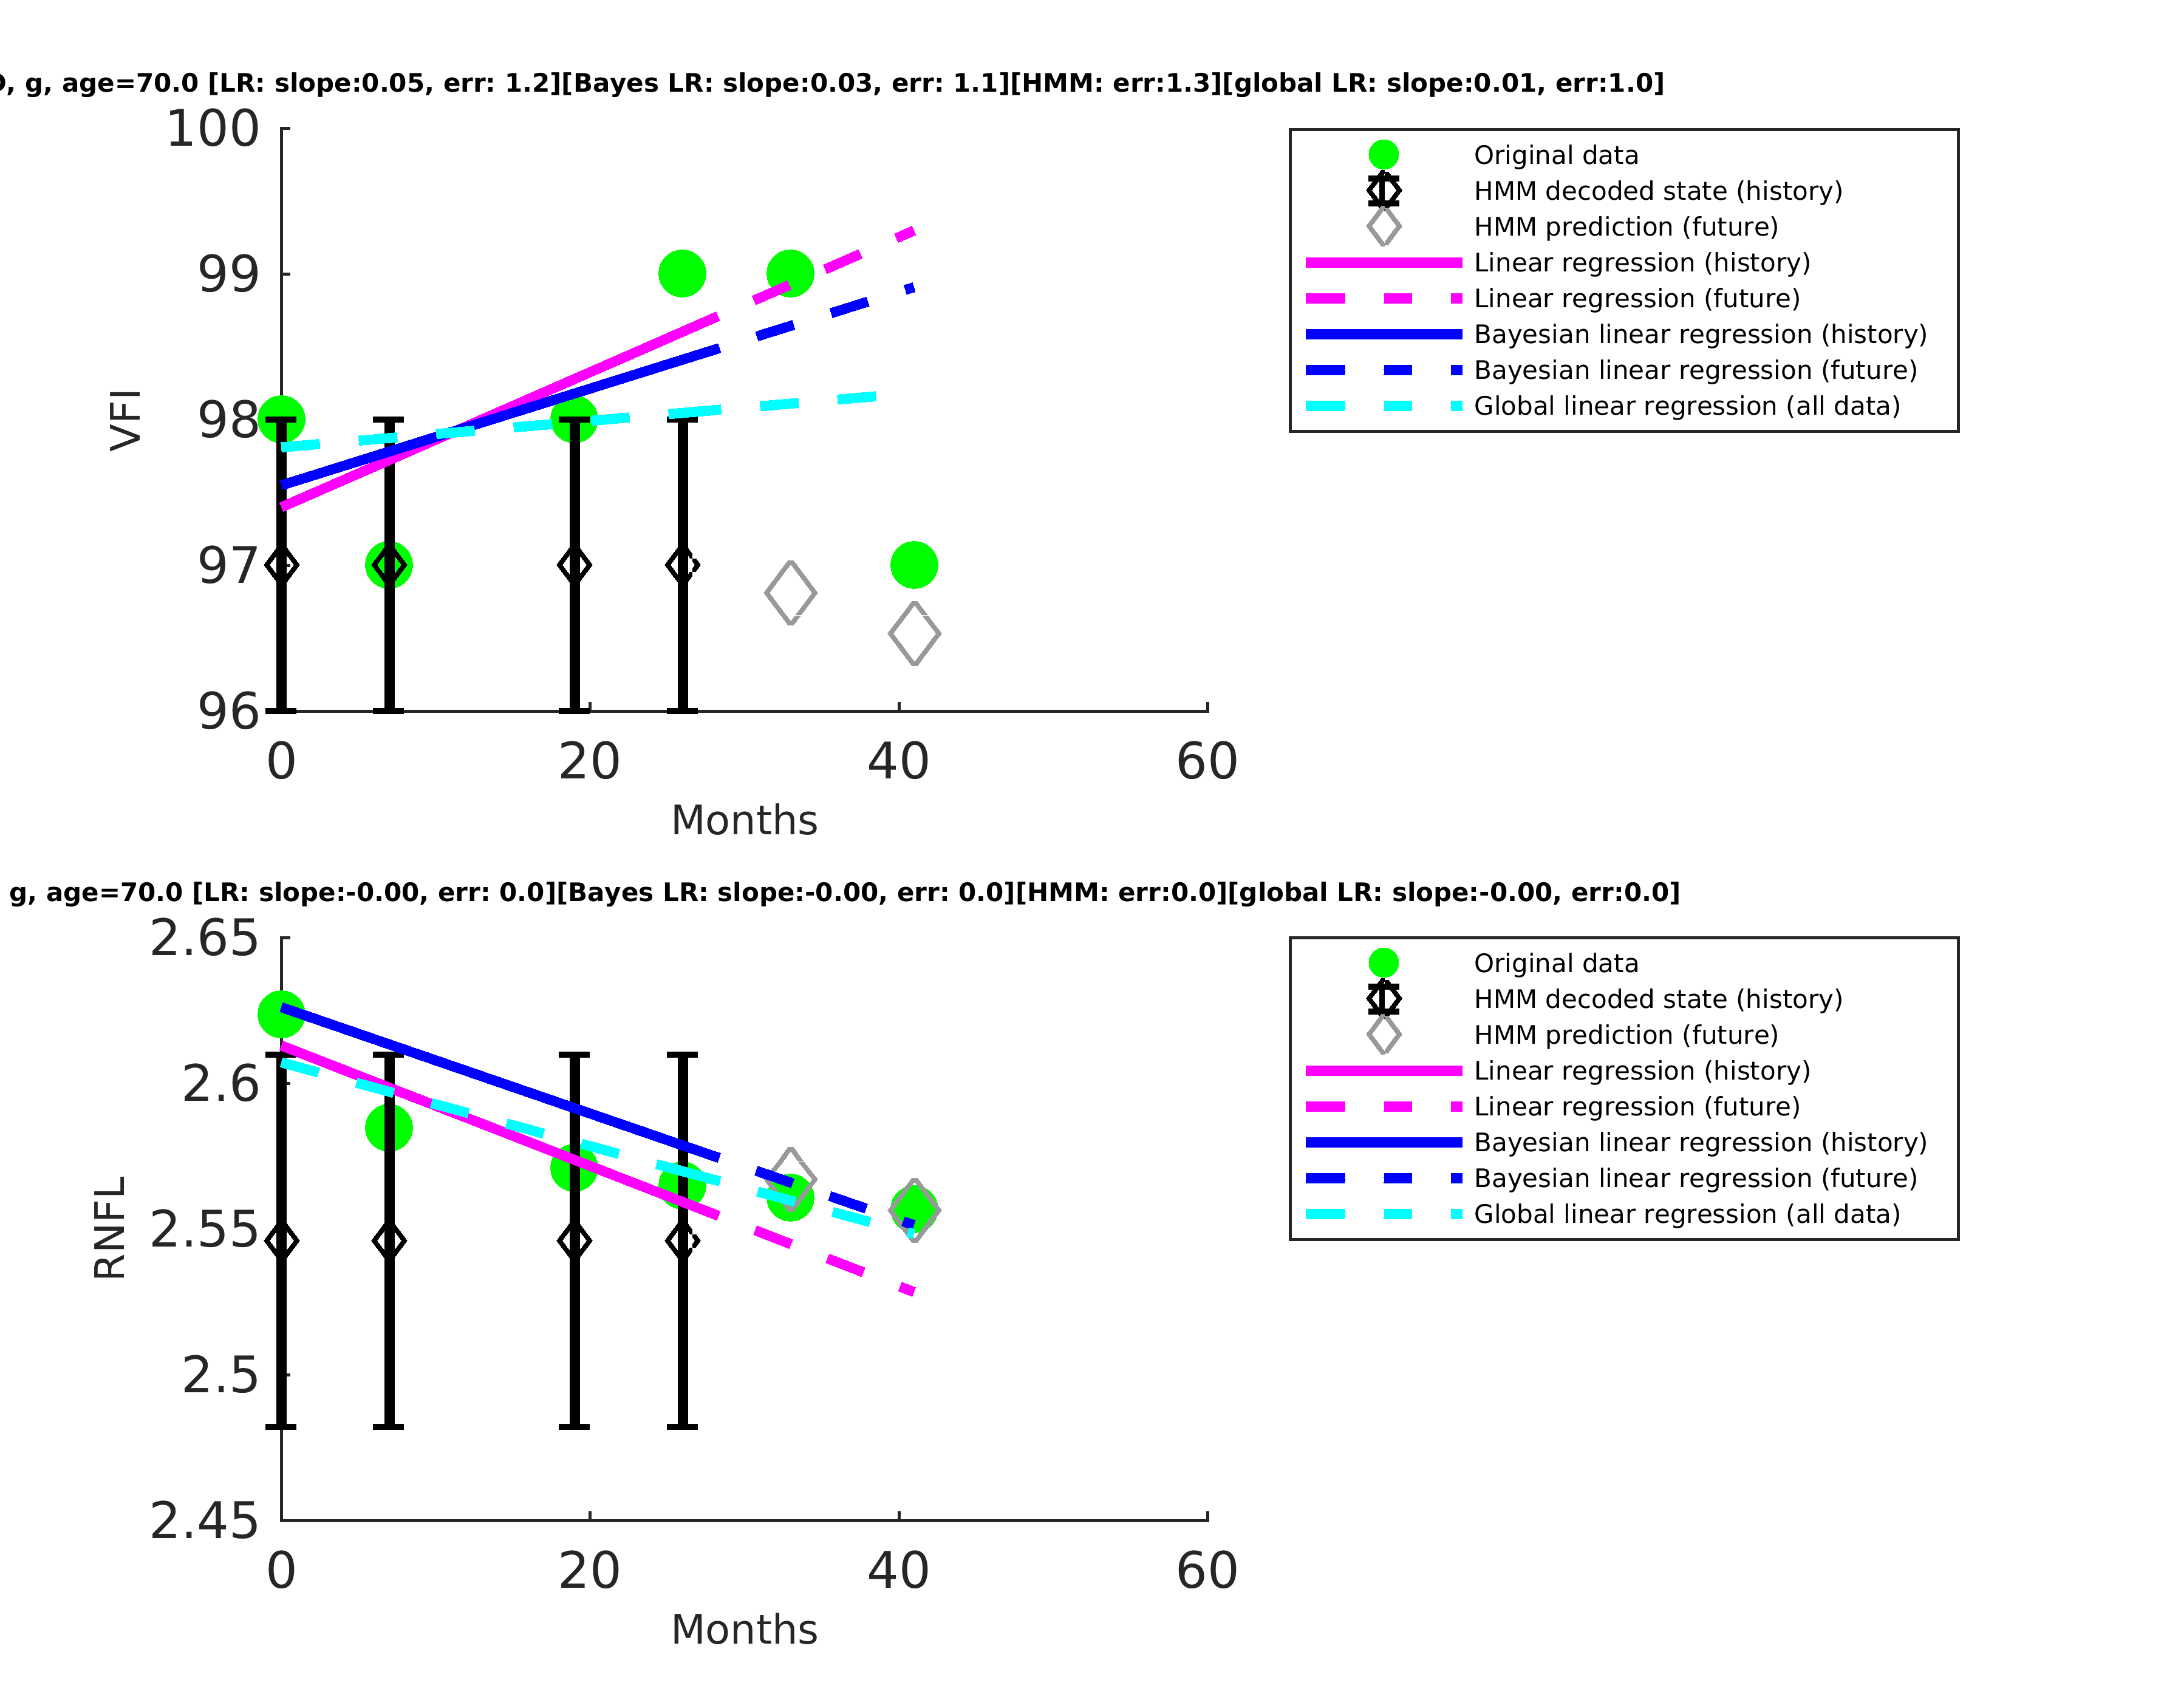 , g, age=70.0 [LR: slope:0.05, err: 1.2][Bayes LR: slope:0.03, err: 1.1][HMM: err:1.3][global LR: slope:0.01, err:1.0]
100
99
98
97
96
VFI
0 20 40 60
Months
Original data
HMM decoded state (history)
HMM prediction (future)
Linear regression (history)
Linear regression (future)
Bayesian linear regression (history)
Bayesian linear regression (future)
Global linear regression (all data)
g, age=70.0 [LR: slope:-0.00, err: 0.0][Bayes LR: slope:-0.00, err: 0.0][HMM: err:0.0][global LR: slope:-0.00, err:0.0]
2.65
2.6
2.55
2.5
2.45
RNFL
0 20 40 60
Months
Original data
HMM decoded state (history)
HMM prediction (future)
Linear regression (history)
Linear regression (future)
Bayesian linear regression (history)
Bayesian linear regression (future)
Global linear regression (all data)